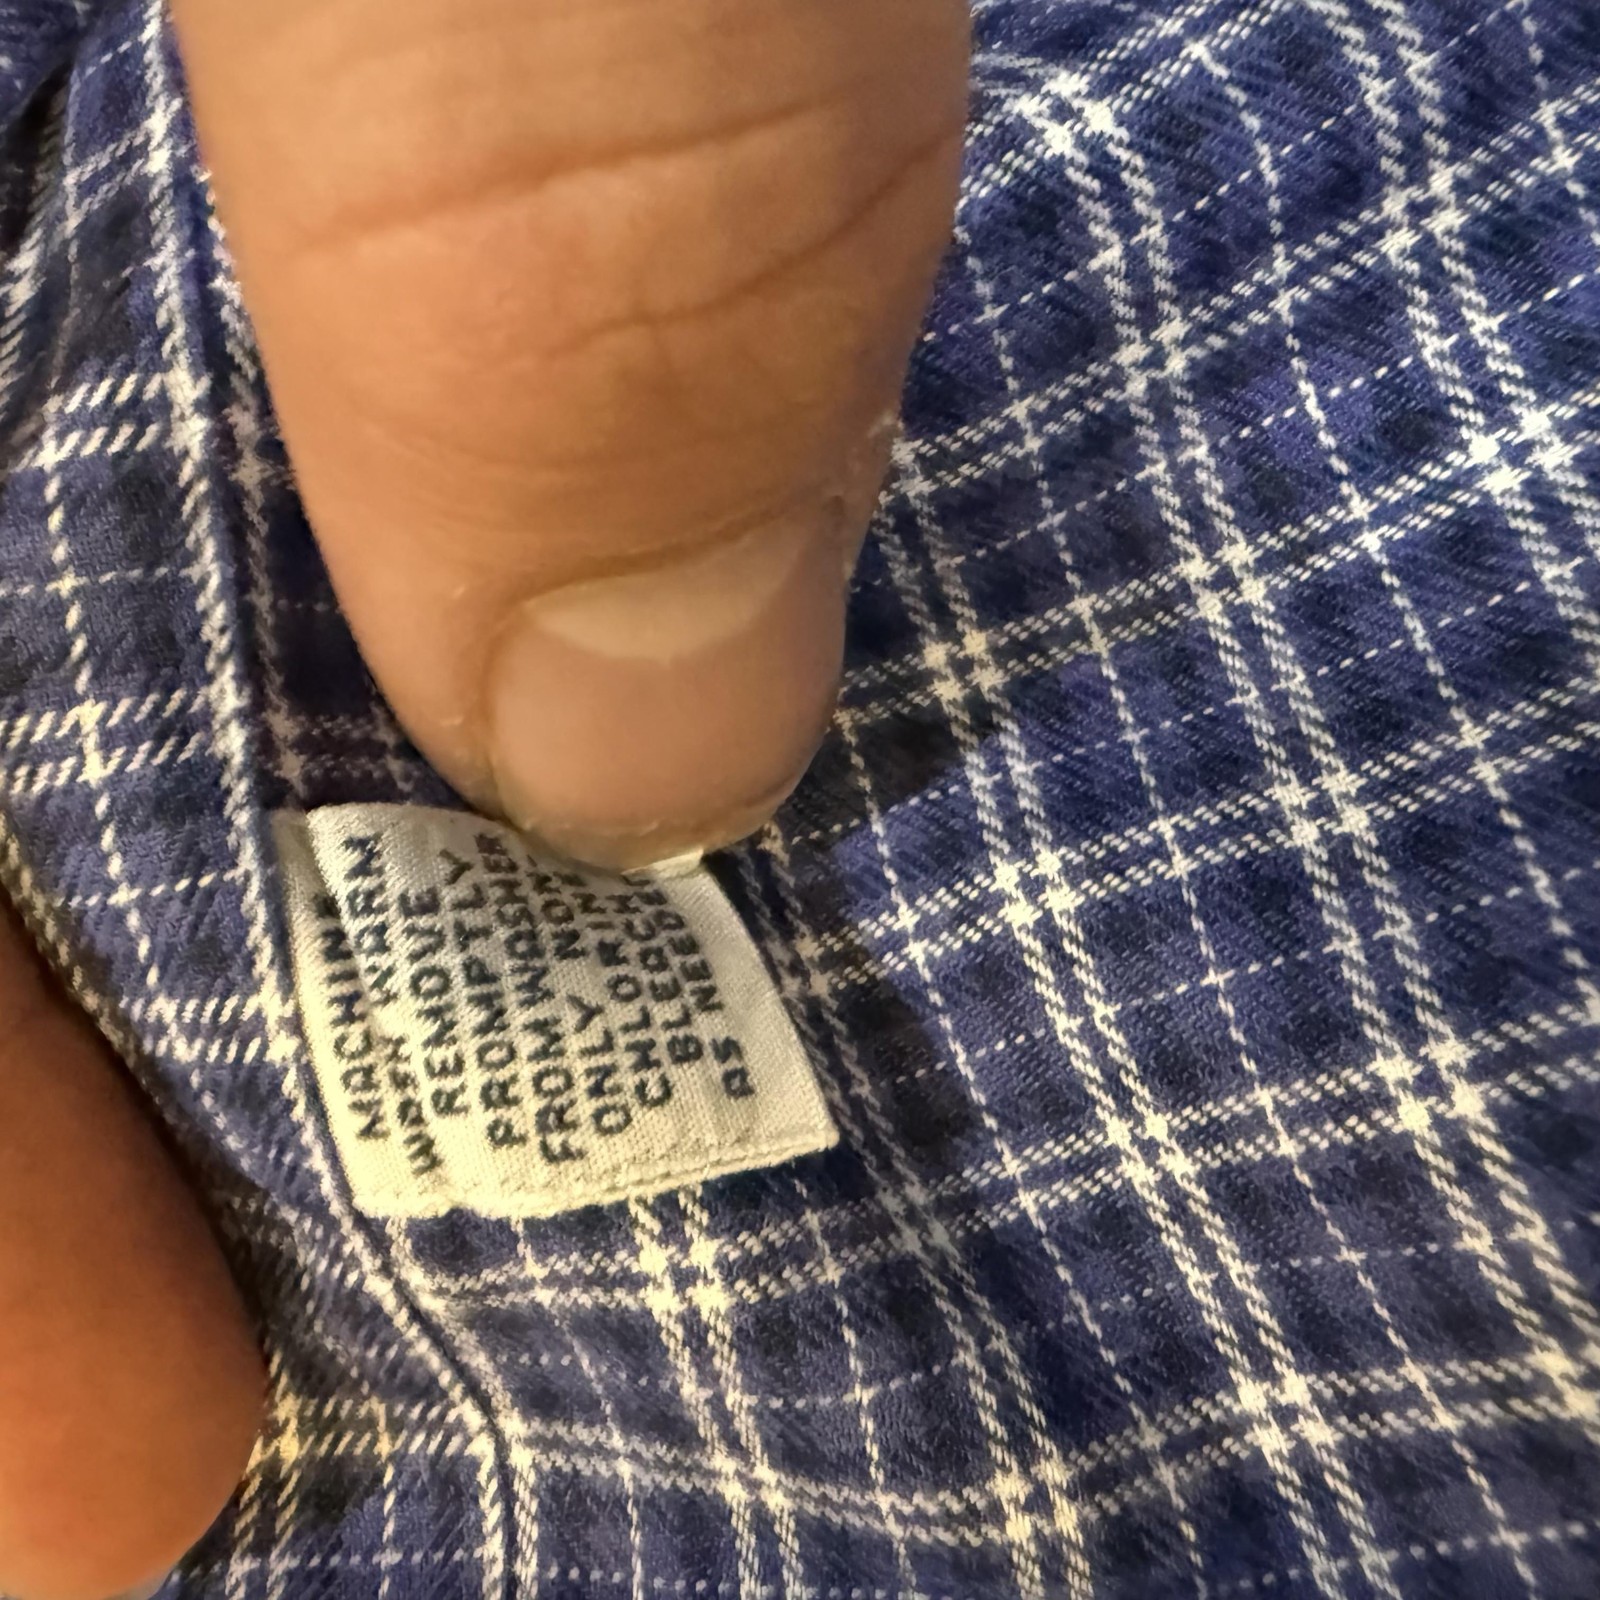 MACHINE
WASH WARM
REMOVE
PROMPTLY
FROM WASHER
ONLY NON-
CHLORINE
BLEACH
AS NEEDED